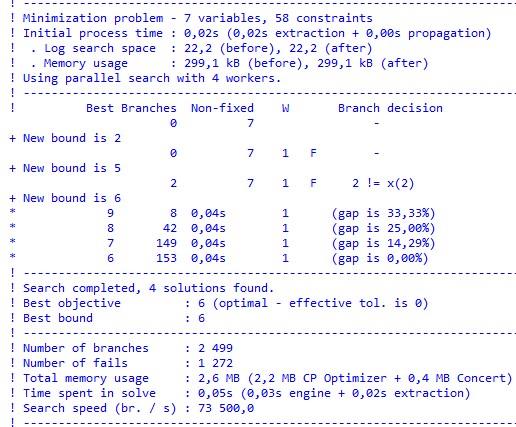 ! --------------------------------------------------------------------
! Minimization problem - 7 variables, 58 constraints
! Initial process time : 0,02s (0,02s extraction + 0,00s propagation)
!  . Log search space  : 22,2 (before), 22,2 (after)
!  . Memory usage      : 299,1 kB (before), 299,1 kB (after)
! Using parallel search with 4 workers.
! --------------------------------------------------------------------
!          Best Branches  Non-fixed    W       Branch decision
                     0          7                 -
+ New bound is 2
                     0          7    1   F        -
+ New bound is 5
                     2          7    1   F     2 != x(2)
+ New bound is 6
*             9      8  0,04s        1      (gap is 33,33%)
*             8     42  0,04s        1      (gap is 25,00%)
*             7    149  0,04s        1      (gap is 14,29%)
*             6    153  0,04s        1      (gap is 0,00%)
! --------------------------------------------------------------------
! Search completed, 4 solutions found.
! Best objective         : 6 (optimal - effective tol. is 0)
! Best bound             : 6
! --------------------------------------------------------------------
! Number of branches     : 2 499
! Number of fails        : 1 272
! Total memory usage     : 2,6 MB (2,2 MB CP Optimizer + 0,4 MB Concert)
! Time spent in solve    : 0,05s (0,03s engine + 0,02s extraction)
! Search speed (br. / s) : 73 500,0
! --------------------------------------------------------------------